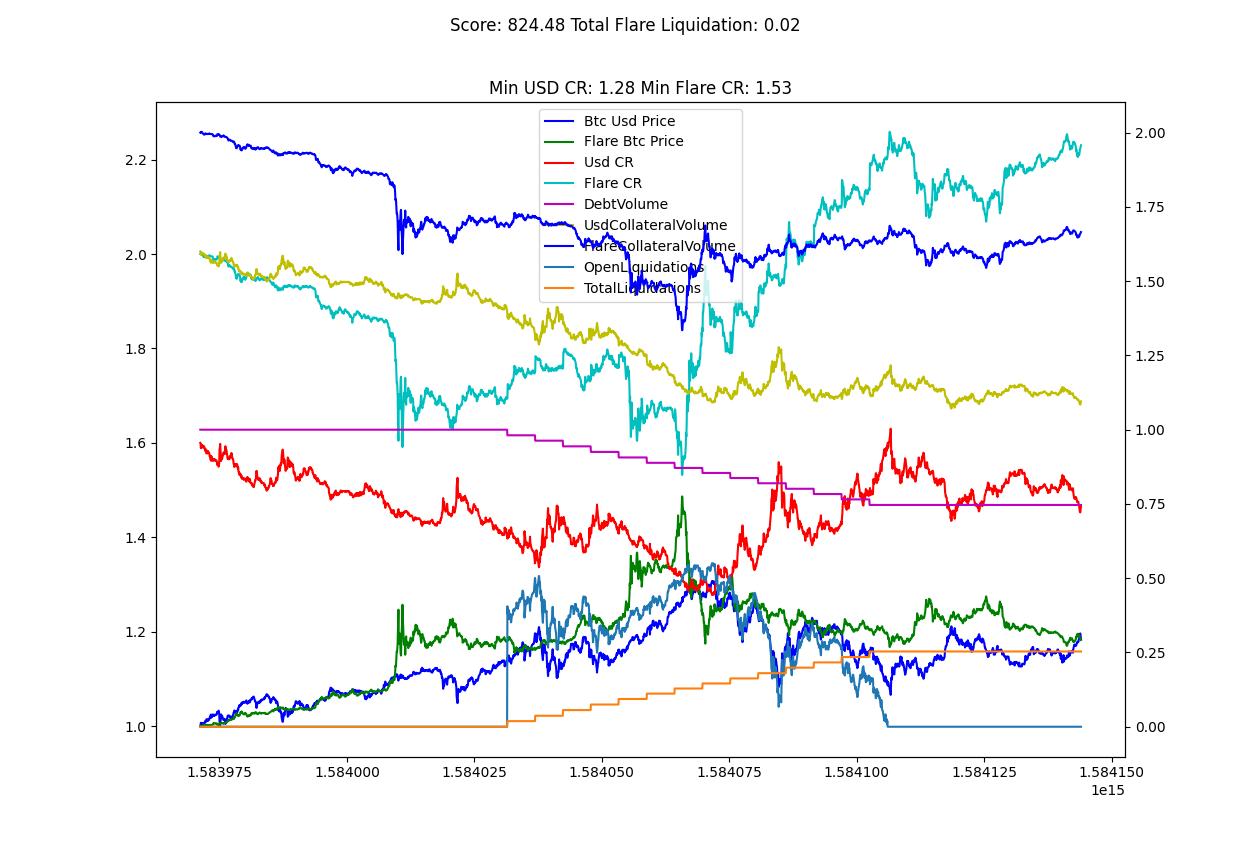 Score: 824.48 Total Flare Liquidation: 0.02
Min USD CR: 1.28 Min Flare CR: 1.53
Btc Usd Price
Flare Btc Price
Usd CR
Flare CR
DebtVolume
UsdCollateralVolume
FlareCollateralVolume
OpenLiquidations
TotalLiquidations
2.2
2.0
1.8
1.6
1.4
1.2
1.0
2.00
1.75
1.50
1.25
1.00
0.75
0.50
0.25
0.00
1.583975 1.584000 1.584025 1.584050 1.584075 1.584100 1.584125 1.584150
1e15